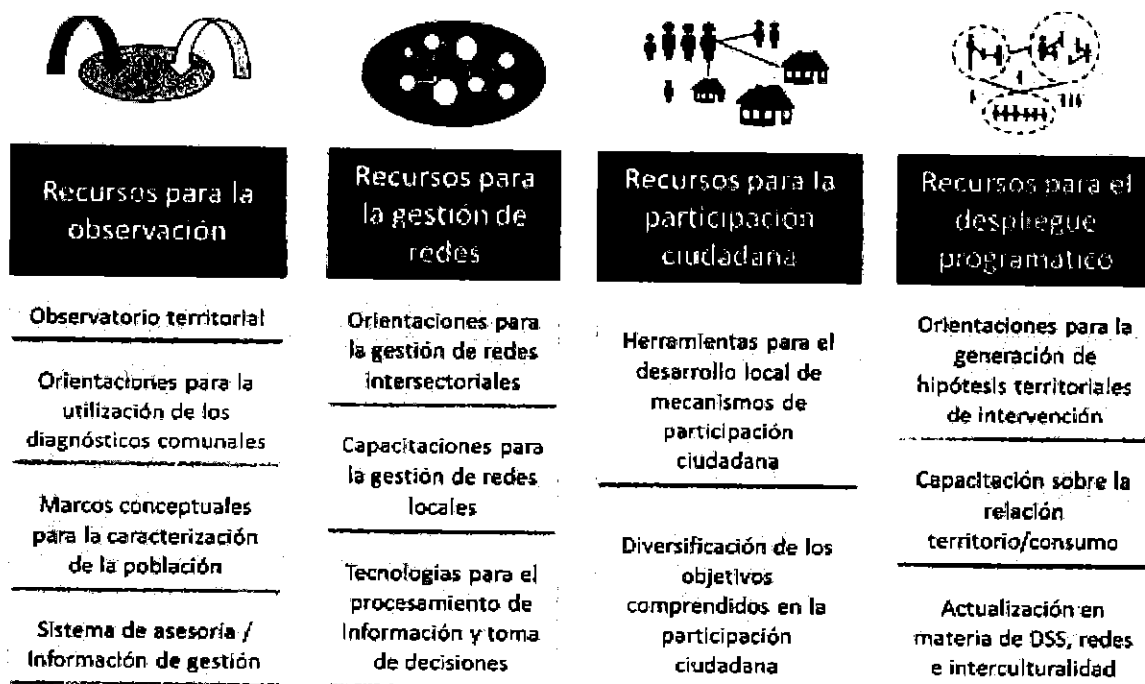 Recursos para la
observación
Observatorio territorial
Orientaciones para la
utilización de los
diagnósticos comunales
Marcos conceptuales
para la caracterización
de la población
Sistema de asesoría /
Información de gestión
Recursos para
la gestión de
redes
Orientaciones para
la gestión de redes
intersectoriales
Capacitaciones para
la gestión de redes
locales
Tecnologías para el
procesamiento de
Información y toma
de decisiones
Recursos para la
participación
ciudadana
Herramientas para el
desarrollo local de
mecanismos de
participación
ciudadana
Diversificación de los
objetivos
comprendidos en la
participación
ciudadana
Recursos para el
despliegue
programatico
Orientaciones para la
generación de
hipótesis territoriales
de intervención
Capacitación sobre la
relación
territorio/consumo
Actualización en
materia de DSS, redes
e interculturalidad